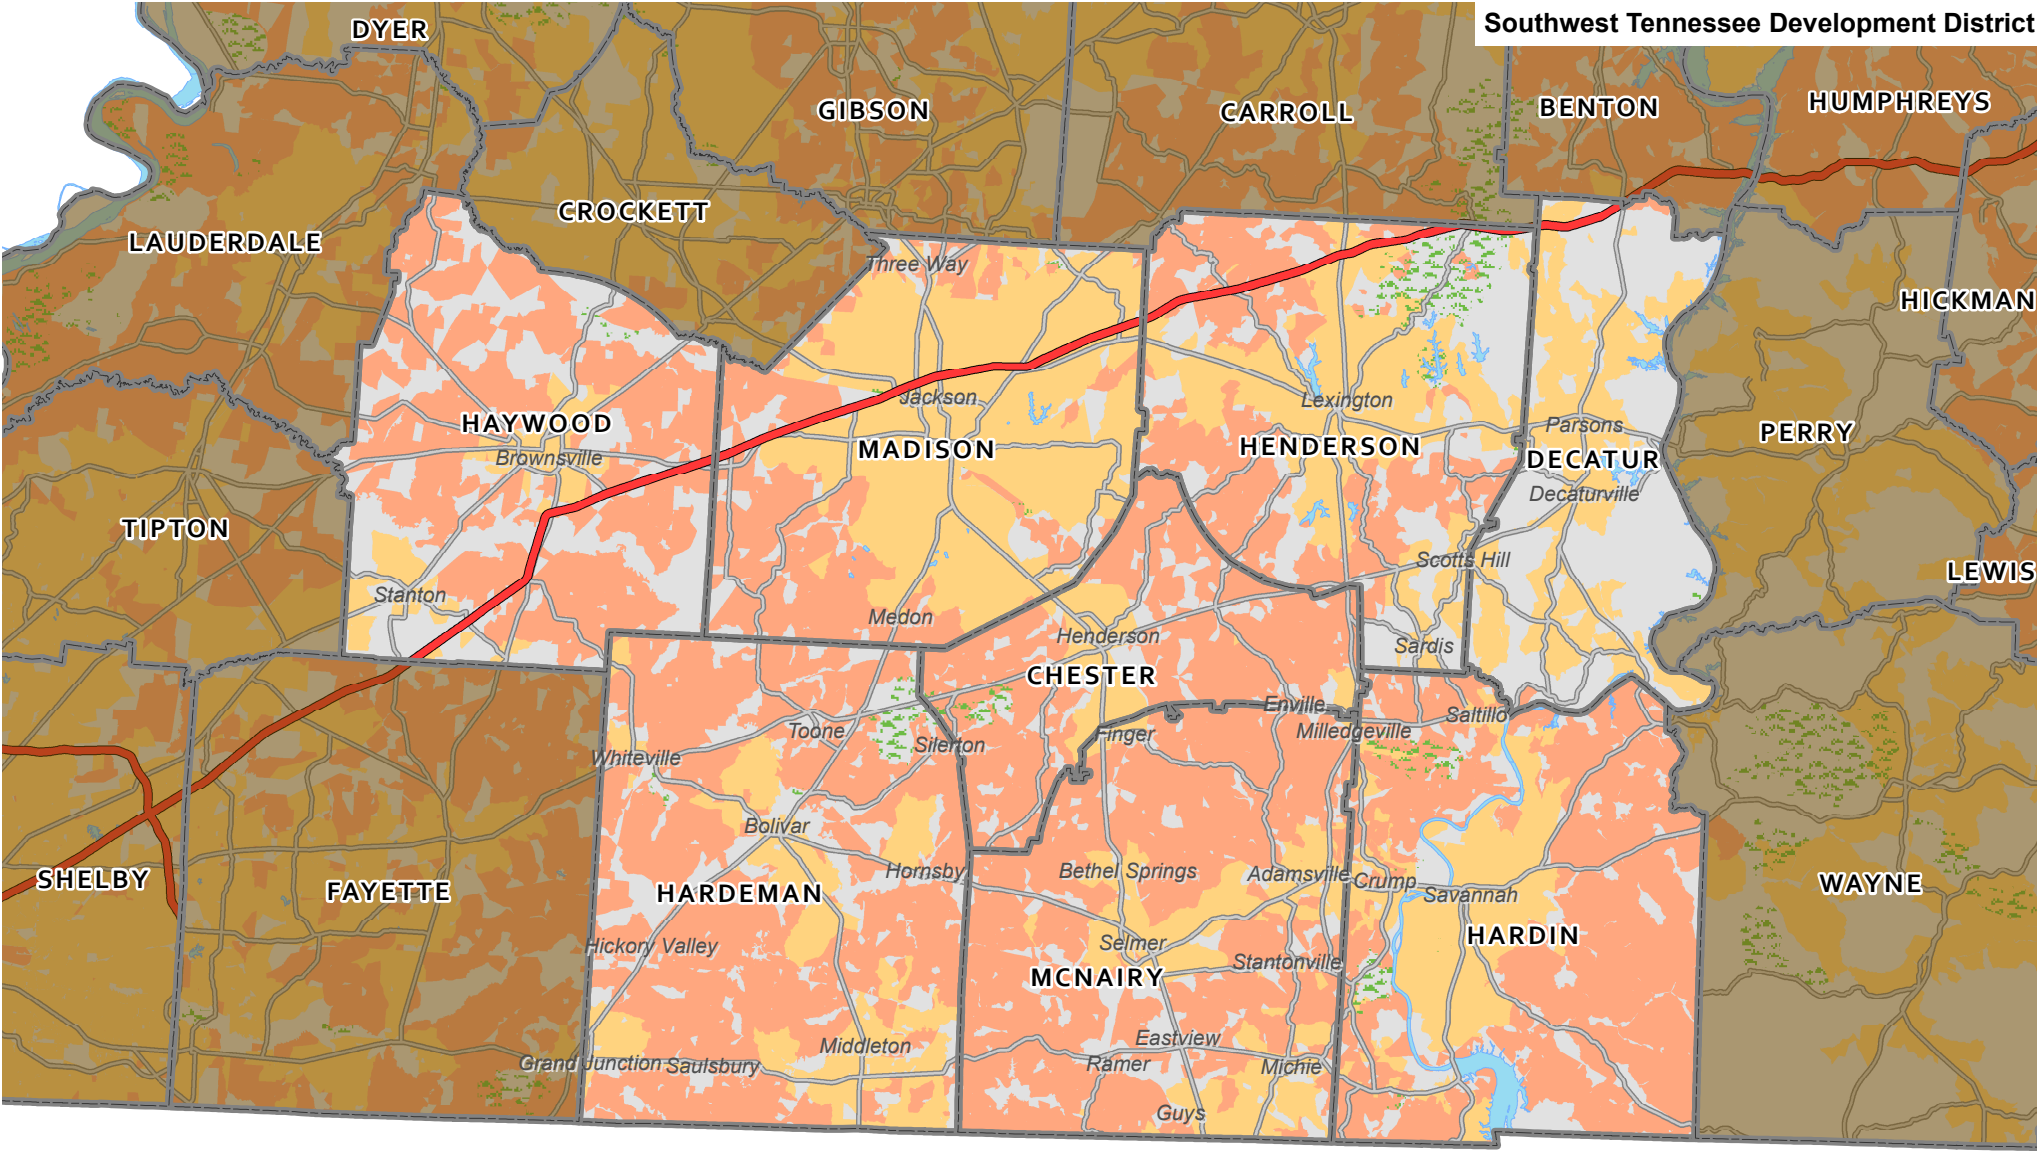 Southwest Tennessee Development District
DYER
GIBSON
CARROLL
BENTON
HUMPHREYS
CROCKETT
LAUDERDALE
Three Way
HICKMAN
Jackson
Lexington
HAYWOOD
Parsons
PERRY
MADISON
HENDERSON
Brownsville
DECATUR
Decaturville
TIPTON
Scotts Hill
LEWIS
Stanton
Medon
Henderson
Sardis
CHESTER
Enville
Saltillo
Toone
Milledgeville
Finger
Silerton
Whiteville
Bolivar
Hornsby
Bethel Springs
Adamsville
Crump
SHELBY
WAYNE
FAYETTE
HARDEMAN
Savannah
HARDIN
Hickory Valley
Selmer
Stantonville
MCNAIRY
Eastview
Middleton
Grand Junction
Saulsbury
Ramer
Michie
Guys